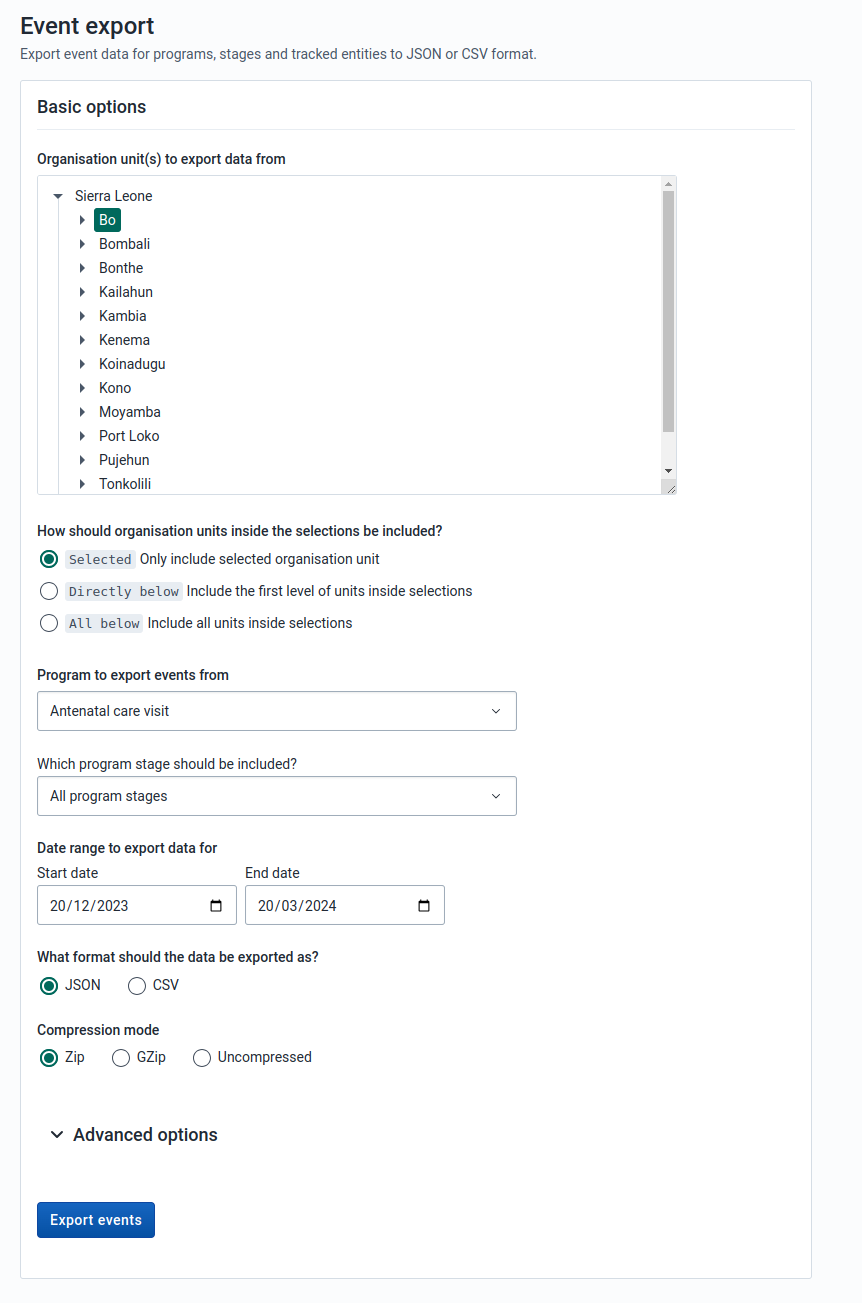 Event export
Export event data for programs, stages and tracked entities to JSON or CSV format.
Basic options
Organisation unit(s) to export data from
Sierra Leone
Bo
Bombali
Bonthe
Kailahun
Kambia
Kenema
Koinadugu
Kono
Moyamba
Port Loko
Pujehun
Tonkolili
How should organisation units inside the selections be included?
Selected Only include selected organisation unit
Directly below Include the first level of units inside selections
All below Include all units inside selections
Program to export events from
Antenatal care visit
Which program stage should be included?
All program stages
Date range to export data for
Start date End date
20/12/2023 20/03/2024
What format should the data be exported as?
JSON CSV
Compression mode
Zip GZip Uncompressed
Advanced options
Export events